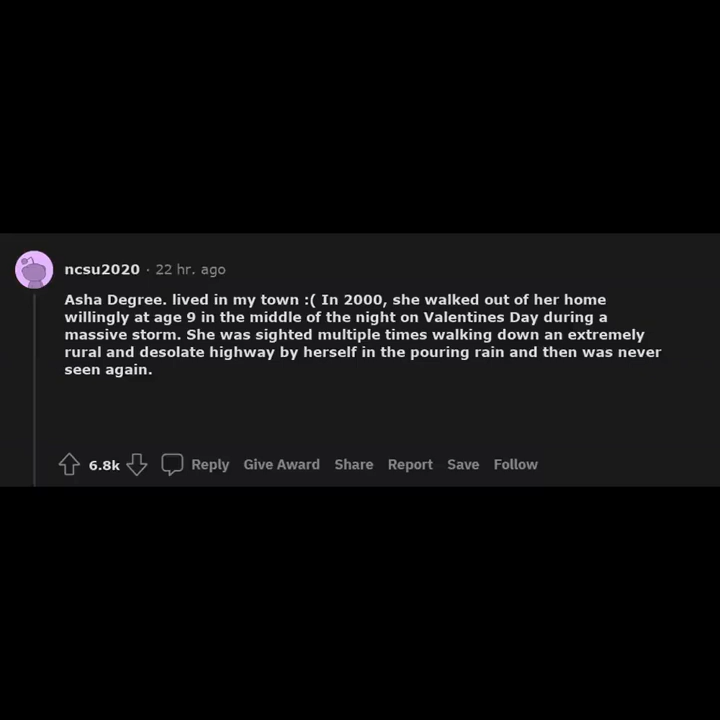 ncsu2020 · 22 hr. ago
Asha Degree. lived in my town :( In 2000, she walked out of her home
willingly at age 9 in the middle of the night on Valentines Day during a
massive storm. She was sighted multiple times walking down an extremely
rural and desolate highway by herself in the pouring rain and then was never
seen again.
6.8k Reply Give Award Share Report Save Follow